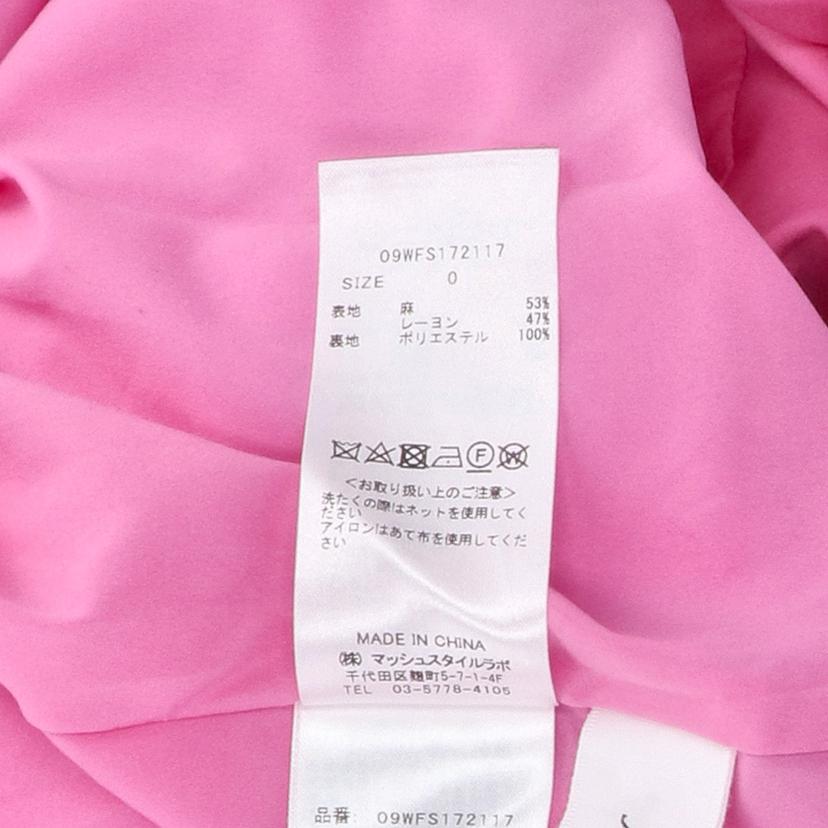 09WFS172117
SIZE 0
表地 麻 53%
レーヨン 47%
裏地 ポリエステル 100%
F W
<お取り扱い上のご注意>
洗たくの際はネットを使用してく
ださい
アイロンはあて布を使用してくだ
さい
MADE IN CHINA
(株) マッシュスタイルラボ
千代田区麹町5-7-1-4F
TEL 03-5778-4105
品番: 09WFS172117